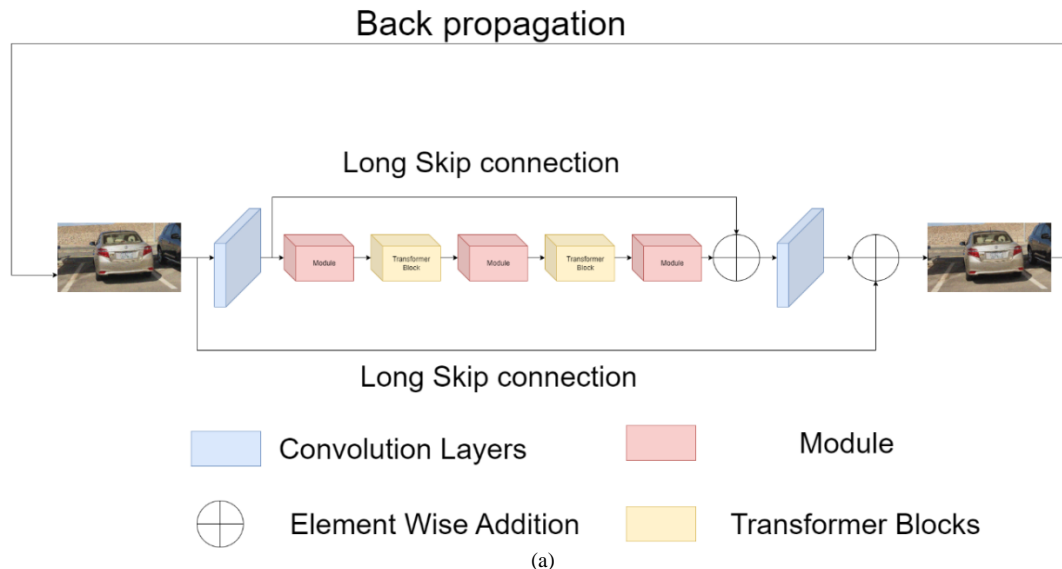 Back propagation
Long Skip connection
Module
Transformer
Block
Module
Transformer
Block
Module
Long Skip connection
Convolution Layers
Module
Element Wise Addition
Transformer Blocks
(a)